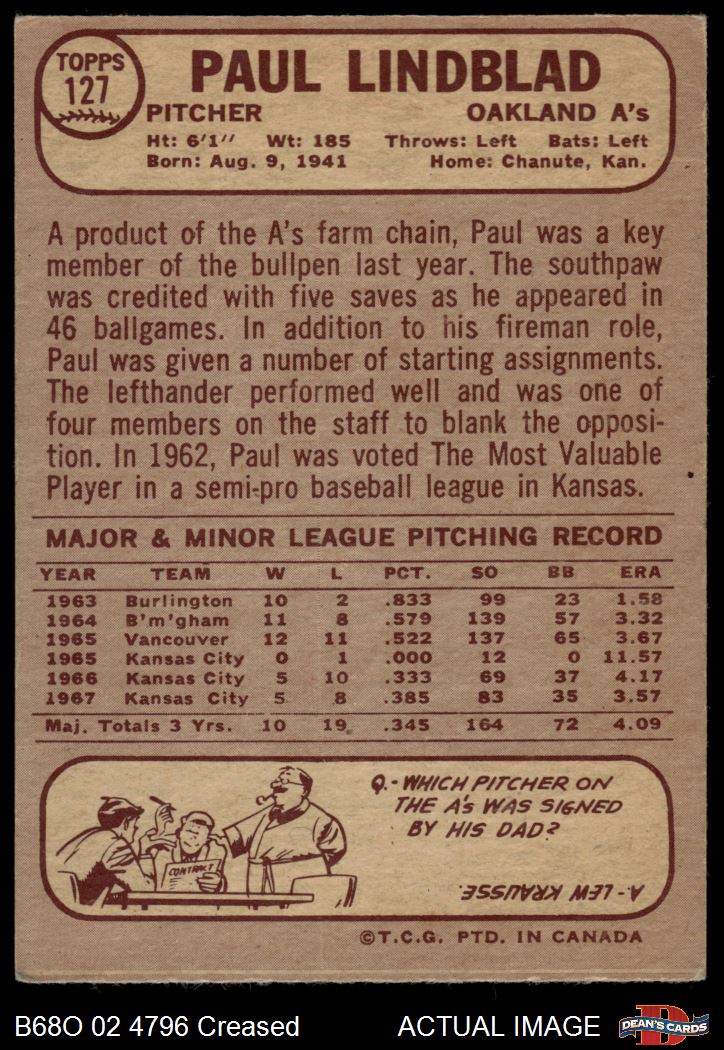 TOPPS
127
PAUL LINDBLAD
PITCHER OAKLAND A's
Ht: 6'1" Wt: 185 Throws: Left Bats: Left
Born: Aug. 9, 1941 Home: Chanute, Kan.
A product of the A's farm chain, Paul was a key
member of the bullpen last year. The southpaw
was credited with five saves as he appeared in
46 ballgames. In addition to his fireman role,
Paul was given a number of starting assignments.
The lefthander performed well and was one of
four members on the staff to blank the opposi-
tion. In 1962, Paul was voted The Most Valuable
Player in a semi-pro baseball league in Kansas.
MAJOR & MINOR LEAGUE PITCHING RECORD
YEAR TEAM W L PCT. SO BB ERA
1963 Burlington 10 2 .833 99 23 1.58
1964 B'm'gham 11 8 .579 139 57 3.32
1965 Vancouver 12 11 .522 137 65 3.67
1965 Kansas City 0 1 .000 12 0 11.57
1966 Kansas City 5 10 .333 69 37 4.17
1967 Kansas City 5 8 .385 83 35 3.57
Maj. Totals 3 Yrs. 10 19 .345 164 72 4.09
CONTRACT
Q.- WHICH PITCHER ON
THE A's WAS SIGNED
BY HIS DAD?
A- LEW KRAUSSE.
©T.C.G. PTD. IN CANADA
B68O 02 4796 Creased ACTUAL IMAGE
D
DEAN'S CARDS